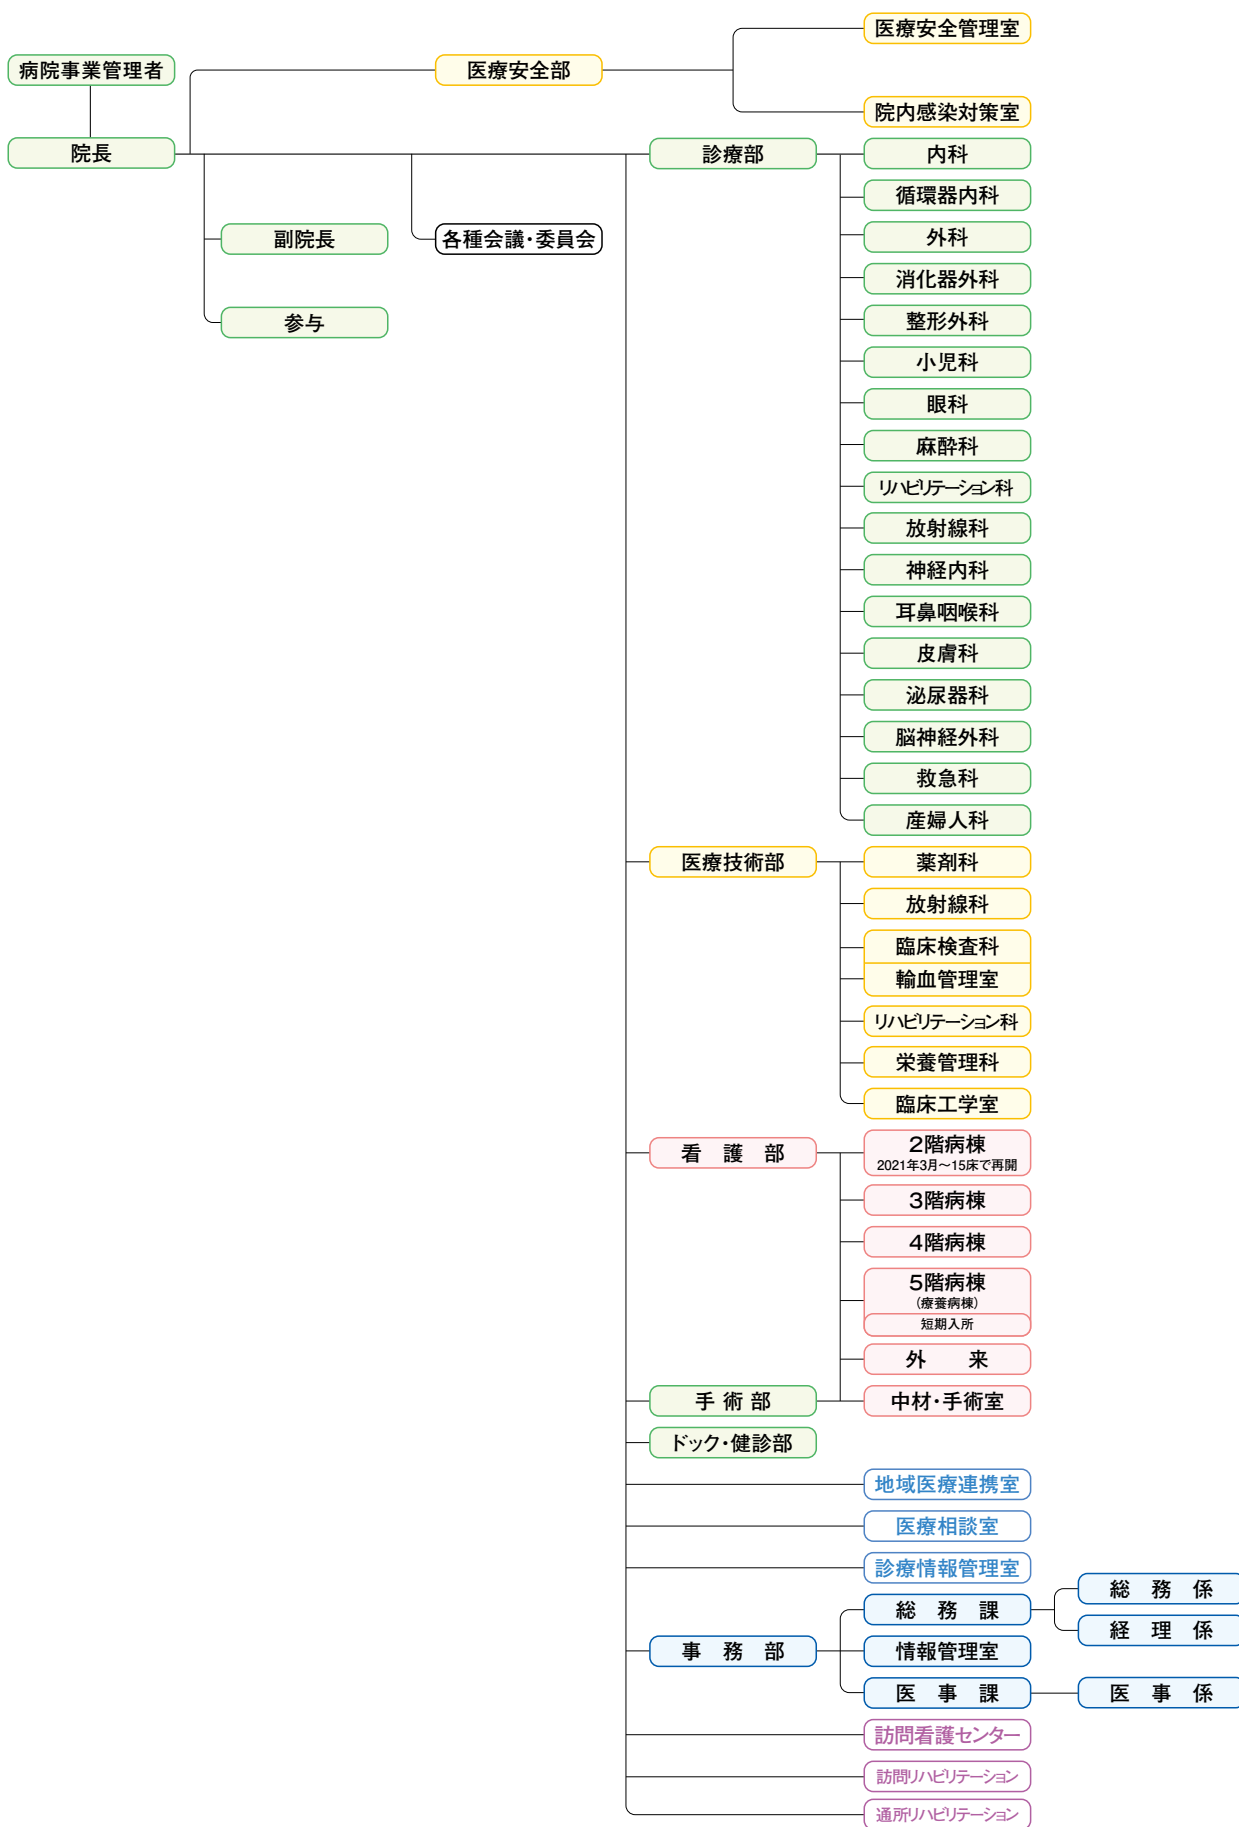 医療安全管理室
病院事業管理者
医療安全部
院内感染対策室
院長
診療部
内科
循環器内科
副院長
各種会議・委員会
外科
消化器外科
参与
整形外科
小児科
眼科
麻酔科
リハビリテーション科
放射線科
神経内科
耳鼻咽喉科
皮膚科
泌尿器科
脳神経外科
救急科
産婦人科
医療技術部
薬剤科
放射線科
臨床検査科
輸血管理室
リハビリテーション科
栄養管理科
臨床工学室
看　護　部
2階病棟
2021年3月～15床で再開
3階病棟
4階病棟
5階病棟
（療養病棟）
短期入所
外　来
手 術 部
中材・手術室
ドック・健診部
地域医療連携室
医療相談室
診療情報管理室
総　務　課
総　務　係
経　理　係
事　務　部
情報管理室
医　事　課
医　事　係
訪問看護センター
訪問リハビリテーション
通所リハビリテーション